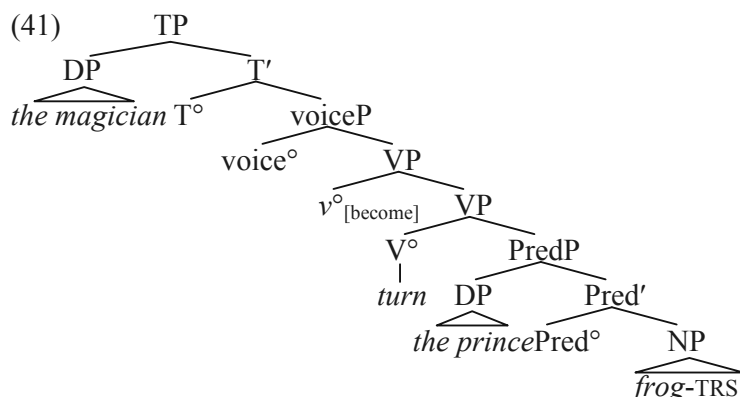 (41) TP
DP T′
the magician T° voiceP
voice° VP
v°[become] VP
V° PredP
turn DP Pred′
the prince Pred° NP
frog-TRS